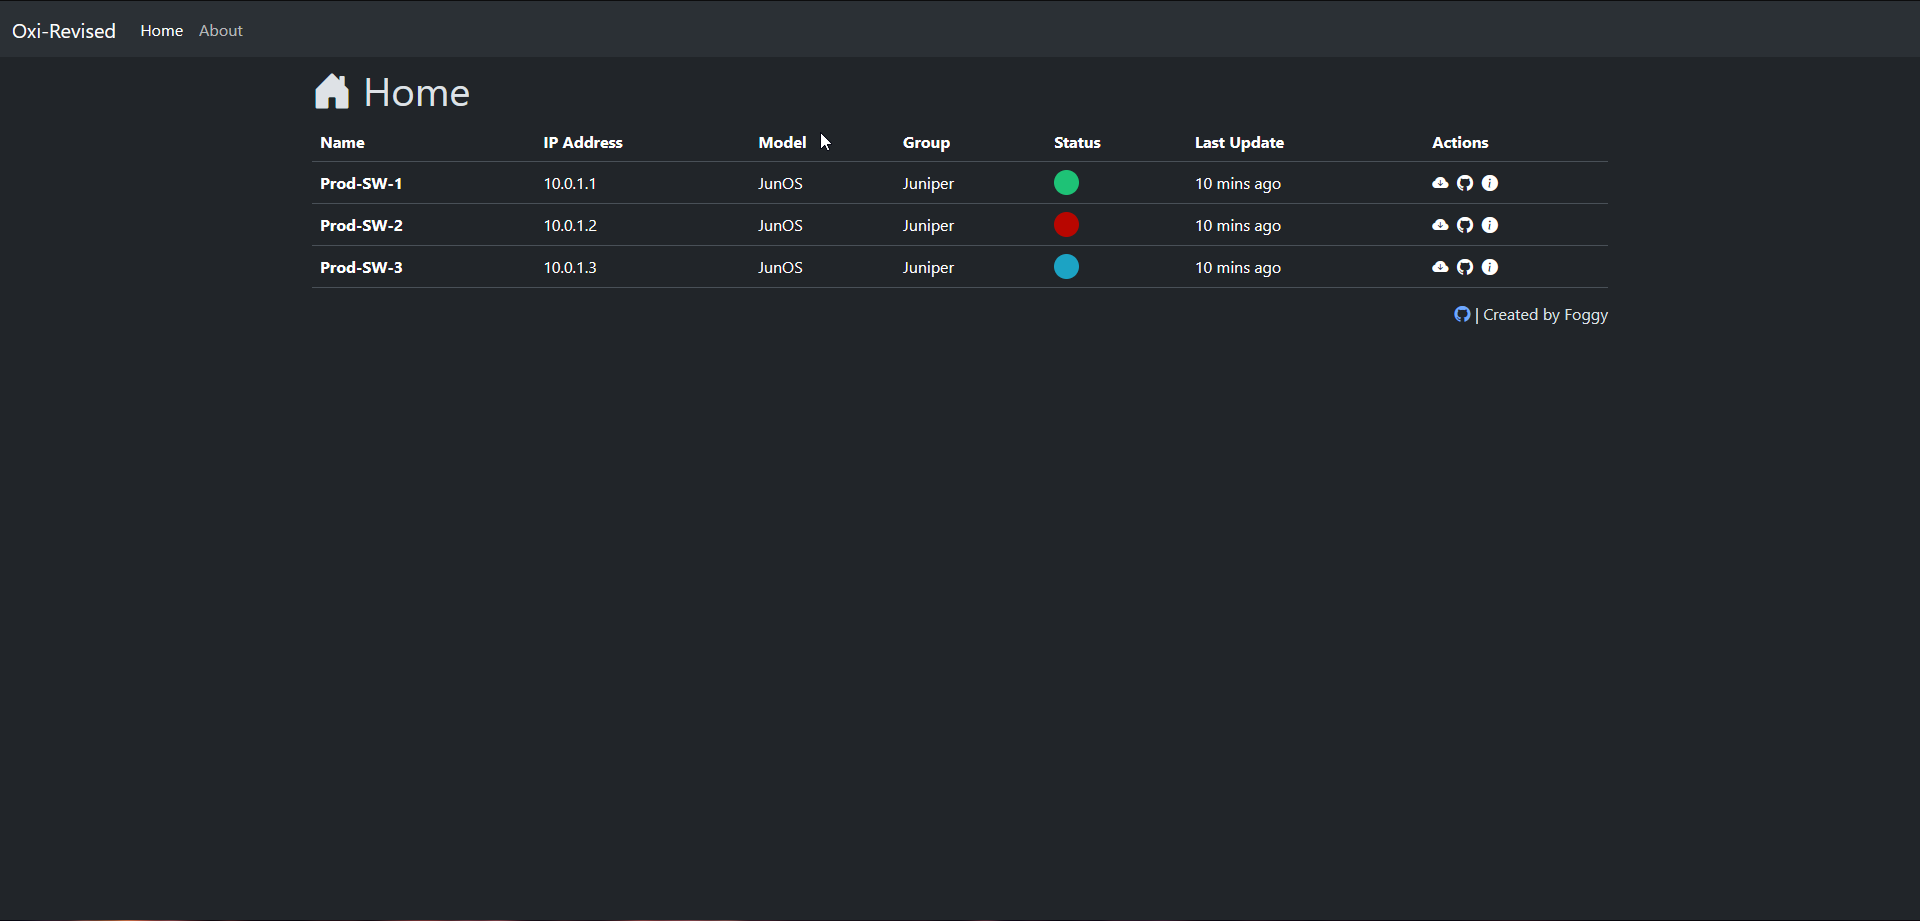 Oxi-Revised Home About
Home
Name IP Address Model Group Status Last Update Actions
Prod-SW-1 10.0.1.1 JunOS Juniper 10 mins ago
Prod-SW-2 10.0.1.2 JunOS Juniper 10 mins ago
Prod-SW-3 10.0.1.3 JunOS Juniper 10 mins ago
| Created by Foggy